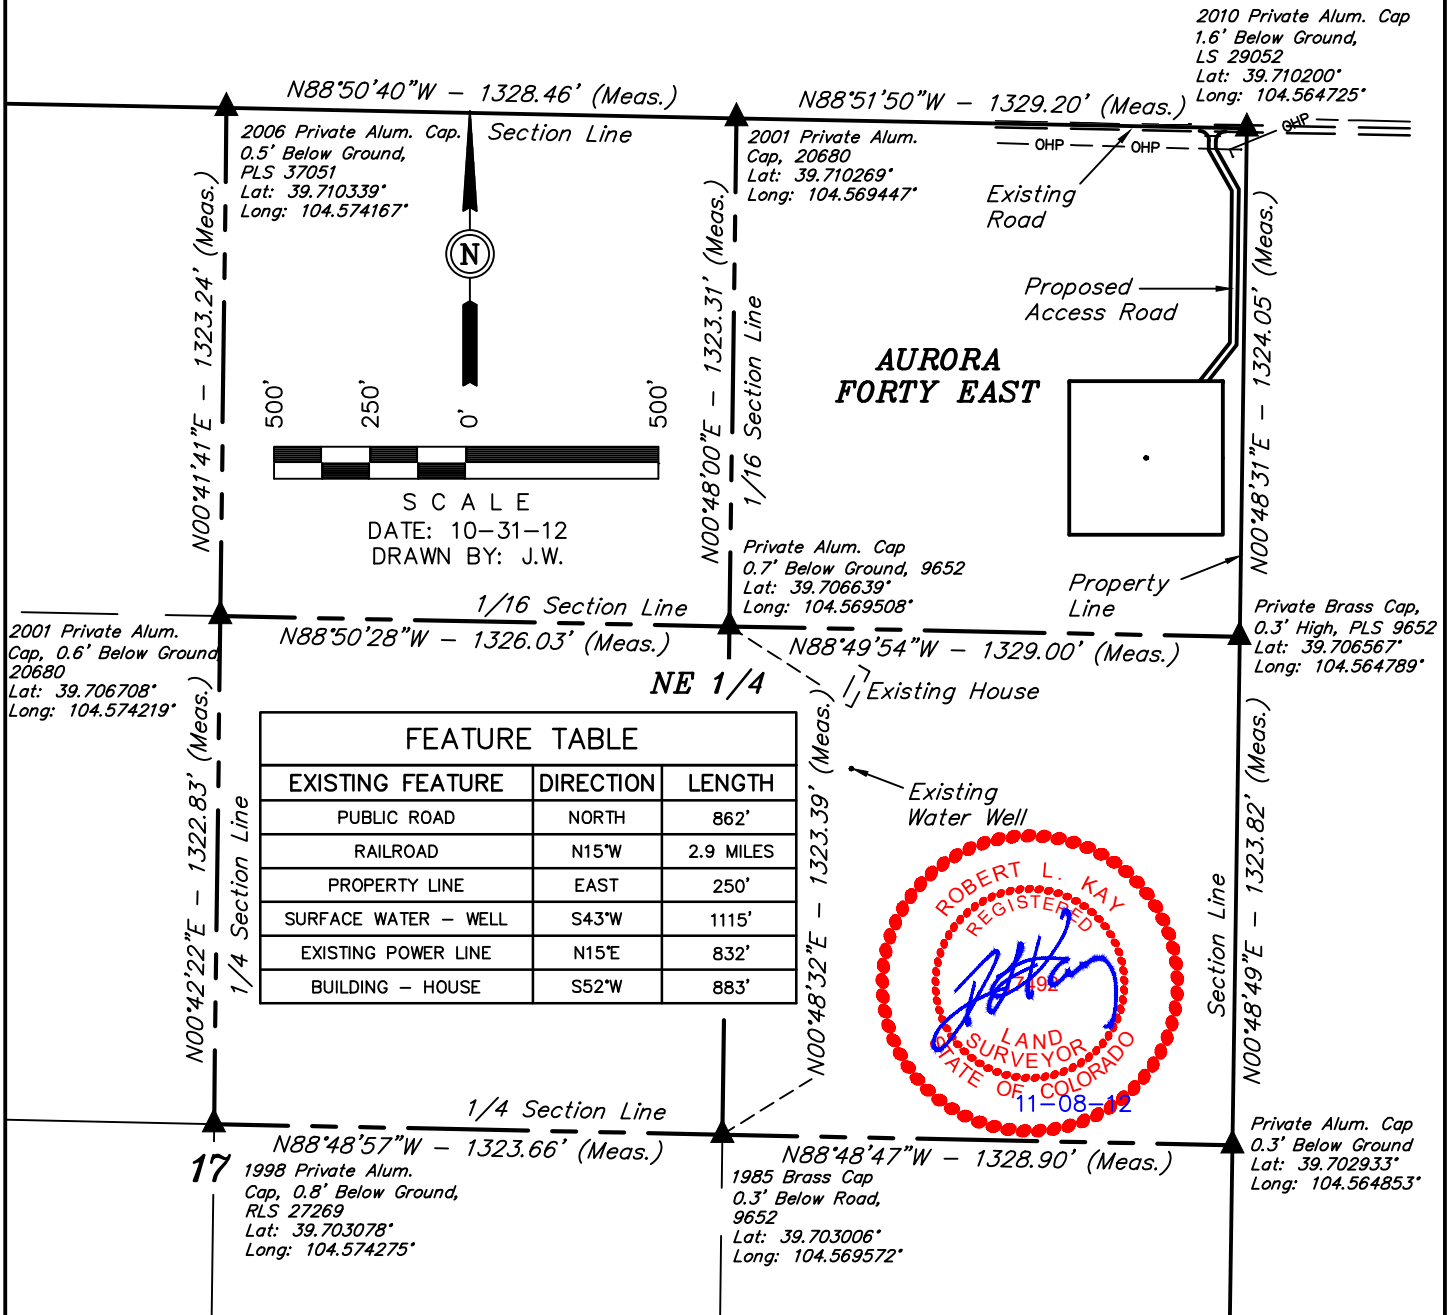 2010 Private Alum. Cap
1.6' Below Ground,
LS 29052
Lat: 39.710200°
Long: 104.564725°
N88°50'40"W - 1328.46' (Meas.)
Section Line
N88°51'50"W - 1329.20' (Meas.)
2006 Private Alum. Cap.
0.5' Below Ground,
PLS 37051
Lat: 39.710339°
Long: 104.574167°
2001 Private Alum.
Cap, 20680
Lat: 39.710269°
Long: 104.569447°
OHP
OHP
OHP
Existing
Road
N
Proposed
Access Road
N00°41'41"E - 1323.24' (Meas.)
N00°48'00"E - 1323.31' (Meas.)
1/16 Section Line
N00°48'31"E - 1324.05' (Meas.)
AURORA
FORTY EAST
500' 250' 0' 500'
SCALE
DATE: 10-31-12
DRAWN BY: J.W.
Private Alum. Cap
0.7' Below Ground, 9652
Lat: 39.706639°
Long: 104.569508°
Property
Line
1/16 Section Line
N88°50'28"W - 1326.03' (Meas.)
N88°49'54"W - 1329.00' (Meas.)
Private Brass Cap,
0.3' High, PLS 9652
Lat: 39.706567°
Long: 104.564789°
2001 Private Alum.
Cap, 0.6' Below Ground,
20680
Lat: 39.706708°
Long: 104.574219°
NE 1/4
Existing House
N00°42'22"E - 1322.83' (Meas.)
1/4 Section Line
FEATURE TABLE
EXISTING FEATURE DIRECTION LENGTH
PUBLIC ROAD NORTH 862'
RAILROAD N15°W 2.9 MILES
PROPERTY LINE EAST 250'
SURFACE WATER - WELL S43°W 1115'
EXISTING POWER LINE N15°E 832'
BUILDING - HOUSE S52°W 883'
N00°48'32"E - 1323.39' (Meas.)
Existing
Water Well
Section Line
N00°48'49"E - 1323.82' (Meas.)
ROBERT L. KAY
REGISTERED
7492
LAND
SURVEYOR
STATE OF COLORADO
11-08-12
1/4 Section Line
N88°48'57"W - 1323.66' (Meas.)
N88°48'47"W - 1328.90' (Meas.)
Private Alum. Cap
0.3' Below Ground
Lat: 39.702933°
Long: 104.564853°
17
1998 Private Alum.
Cap, 0.8' Below Ground,
RLS 27269
Lat: 39.703078°
Long: 104.574275°
1985 Brass Cap
0.3' Below Road,
9652
Lat: 39.703006°
Long: 104.569572°